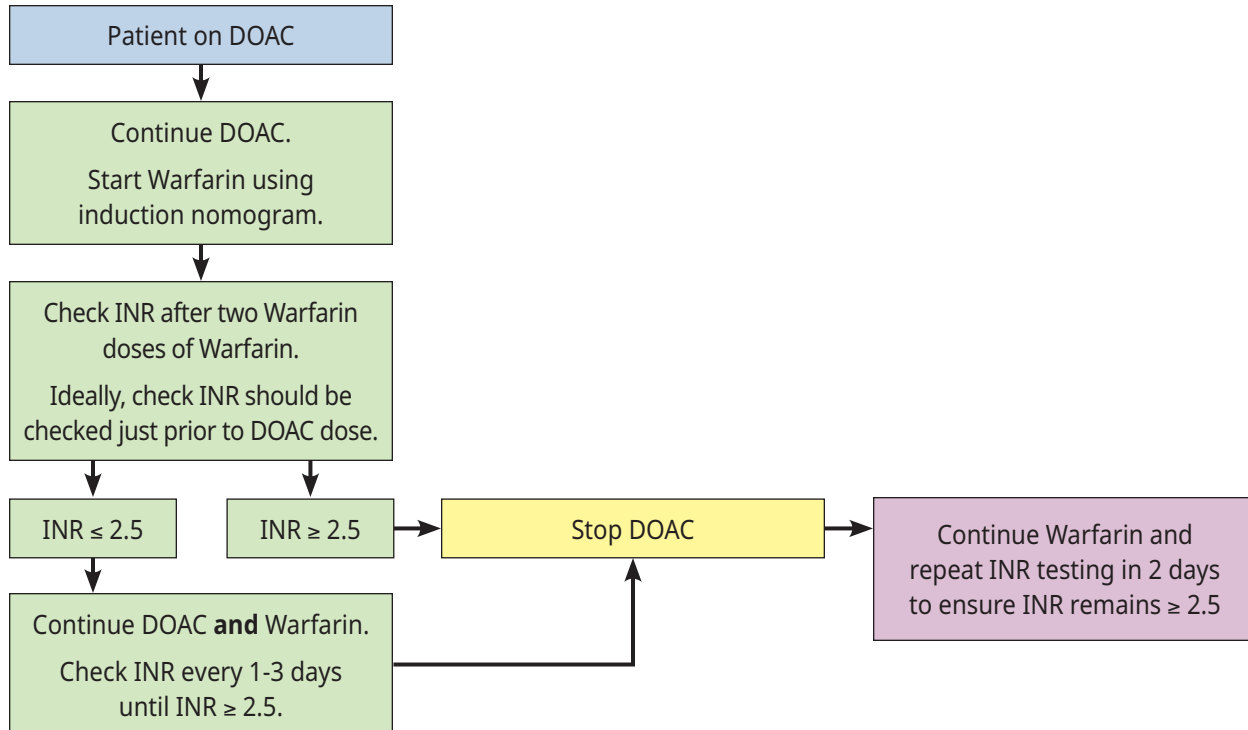 Patient on DOAC
Continue DOAC.
Start Warfarin using
induction nomogram.
Check INR after two Warfarin
doses of Warfarin.
Ideally, check INR should be
checked just prior to DOAC dose.
INR ≤ 2.5
INR ≥ 2.5
Stop DOAC
Continue Warfarin and
repeat INR testing in 2 days
to ensure INR remains ≥ 2.5
Continue DOAC and Warfarin.
Check INR every 1-3 days
until INR ≥ 2.5.